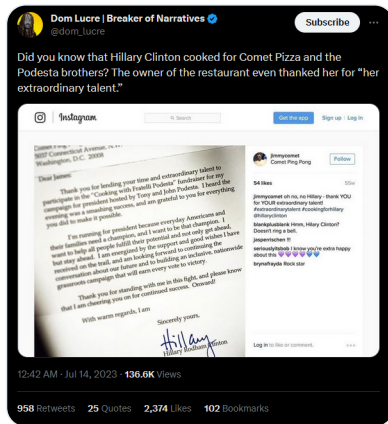 Dom Lucre | Breaker of Narratives
@dom_lucre
Subscribe
Did you know that Hillary Clinton cooked for Comet Pizza and the
Podesta brothers? The owner of the restaurant even thanked her for “her
extraordinary talent.”
Instagram
Search
Get the app
Sign up
Log in
5037 Connecticut Avenue, N.W.
Washington, D.C. 20008
Dear James:
Thank you for lending your time and extraordinary talent to
participate in the "Cooking with Fratelli Podesta" fundraiser for my
campaign for president hosted by Tony and John Podesta. I heard the
evening was a smashing success, and am grateful to you for everything
you did to make it possible.
I'm running for president because everyday Americans and
their families need a champion, and I want to be that champion. I
want to help all people fulfill their potential and not only get ahead,
but stay ahead. I am energized by the support and good wishes I have
received on the trail, and am looking forward to continuing the
conversation about our future and to building an inclusive, nationwide
grassroots campaign that will earn every vote to victory.
Thank you for standing with me in this fight, and please know
that I am cheering you on for continued success. Onward!
With warm regards, I am
Sincerely yours,
Hillary
Hillary Rodham Clinton
jimmycomet
Comet Ping Pong
Follow
54 likes
jimmycomet oh no, no Hillary - thank YOU
for YOUR extraordinary talent!
#extraordinarytalent #cookingforhillary
@hillaryclinton
blankplusblank Hmm, Hillary Clinton?
Doesn't ring a bell.
jesperrischen !!!
I know you're extra happy
about this
brynafrayda Rock star
Log in to like or comment.
12:42 AM · Jul 14, 2023 · 136.6K Views
958 Retweets 25 Quotes 2,374 Likes 102 Bookmarks